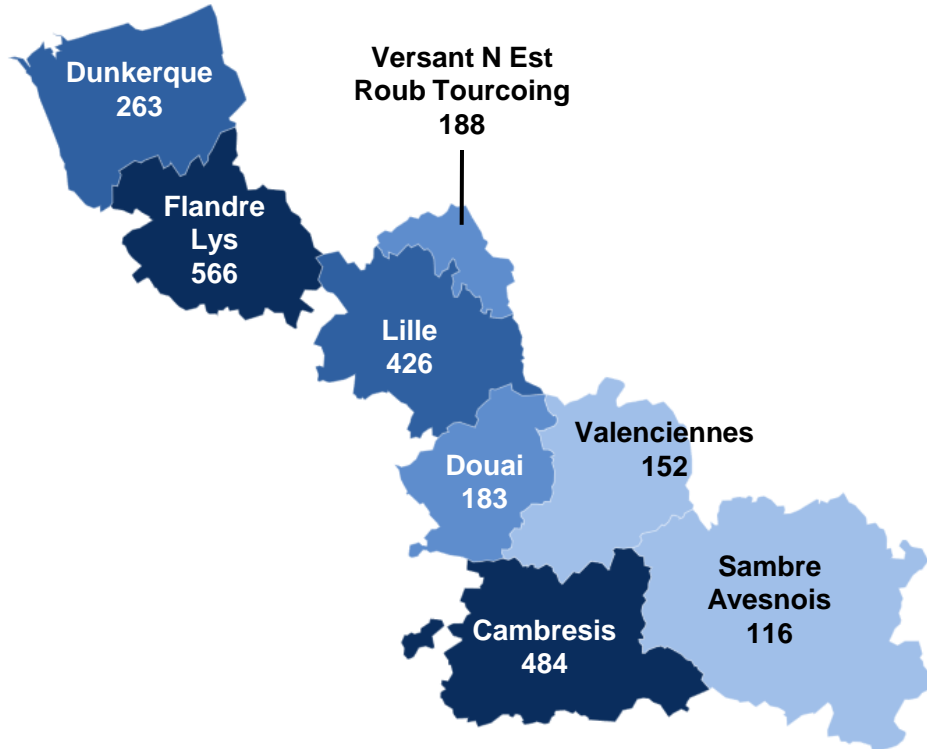 Dunkerque
263
Versant N Est
Roub Tourcoing
188
Flandre
Lys
566
Lille
426
Valenciennes
152
Douai
183
Sambre
Avesnois
116
Cambresis
484